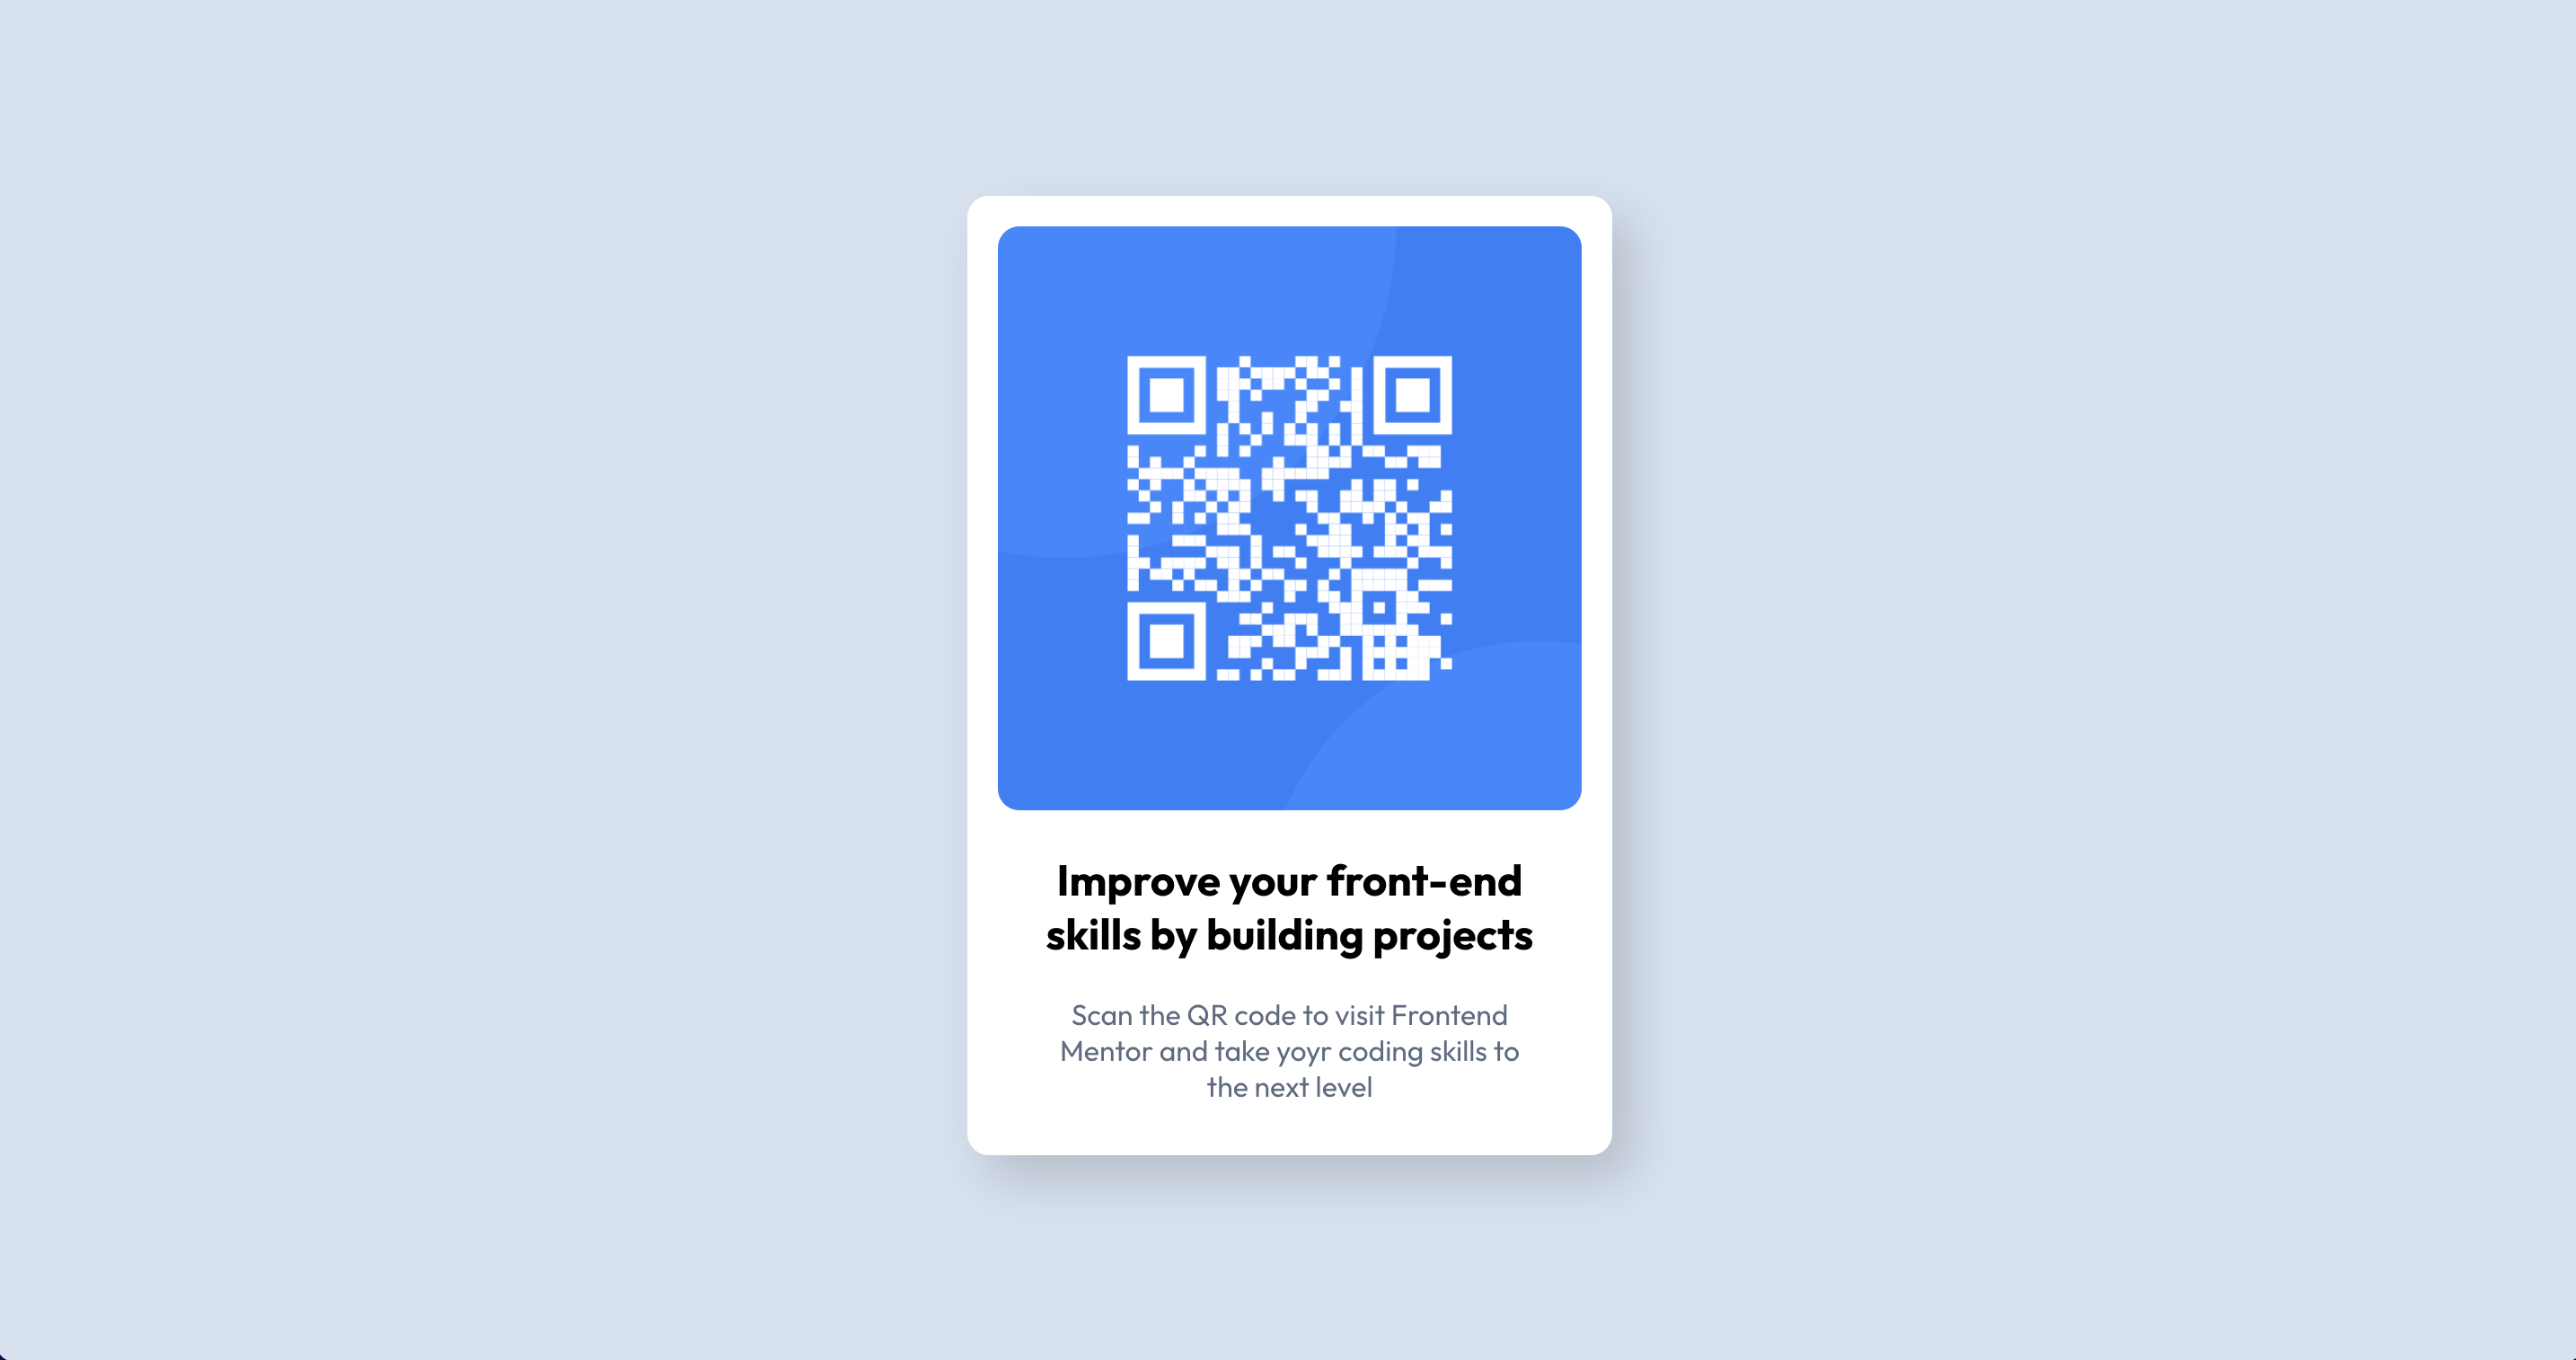 Improve your front-end
skills by building projects
Scan the QR code to visit Frontend
Mentor and take yoyr coding skills to
the next level